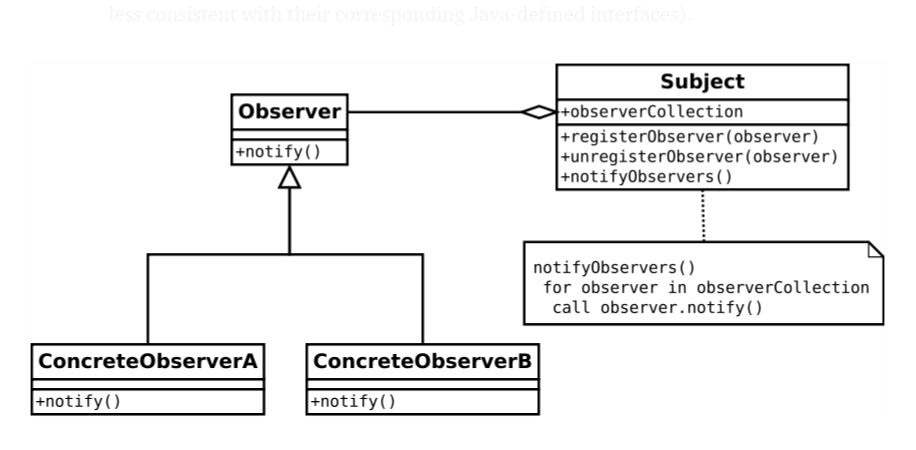 less consistent with their corresponding Java-defined interfaces).
Subject
+observerCollection
+registerObserver(observer)
+unregisterObserver(observer)
+notifyObservers()
Observer
+notify()
notifyObservers()
for observer in observerCollection
call observer.notify()
ConcreteObserverA
+notify()
ConcreteObserverB
+notify()